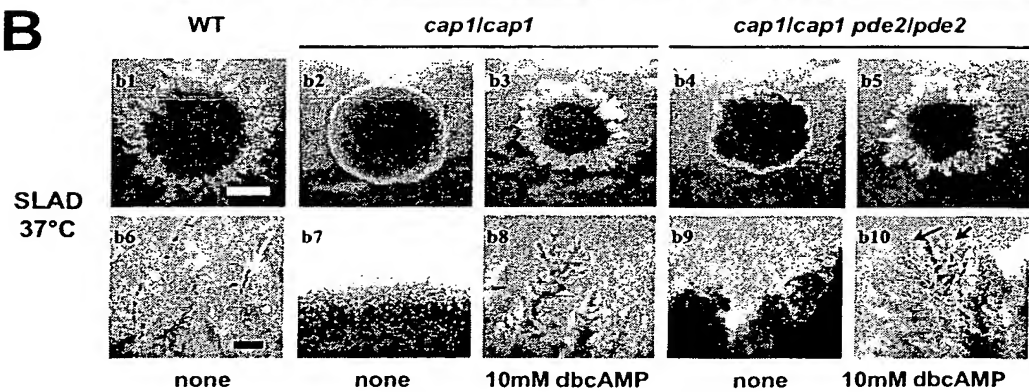 B
WT cap1/cap1 cap1/cap1 pde2/pde2
b1 b2 b3 b4 b5
SLAD
37°C
b6 b7 b8 b9 b10
none none 10mM dbcAMP none 10mM dbcAMP